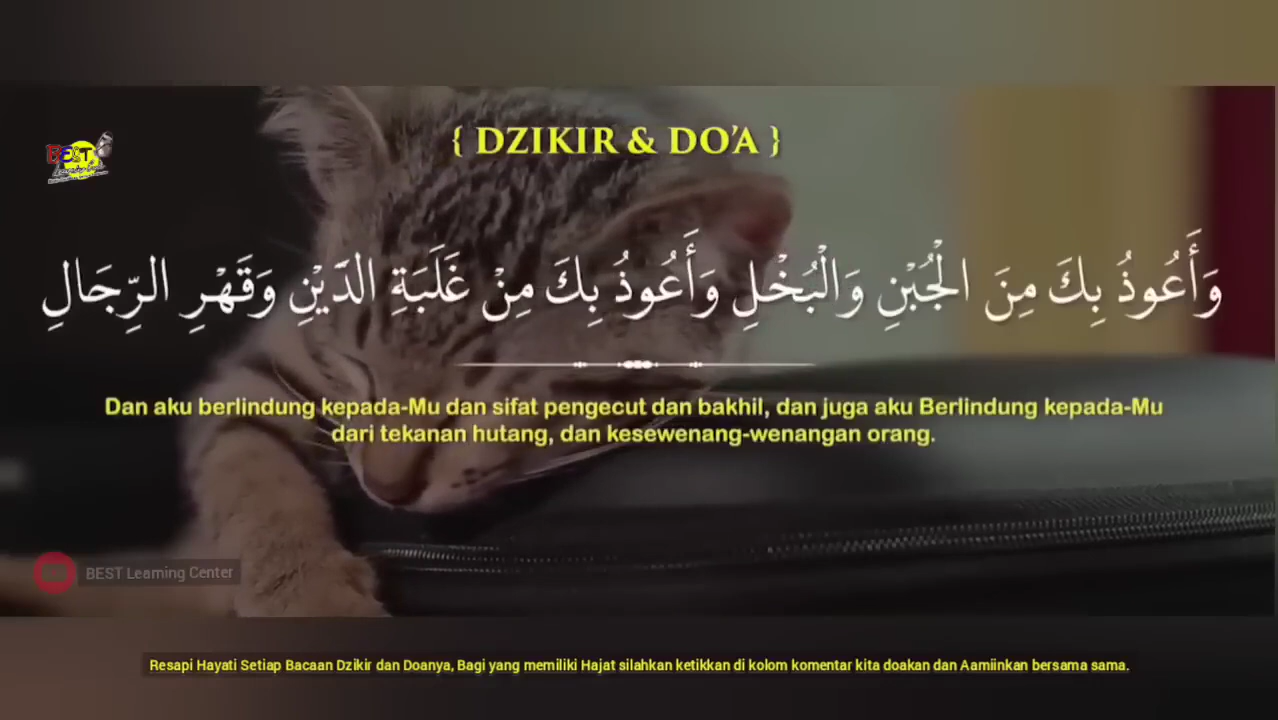 { DZIKIR & DO'A }
BEST
وَأَعُوذُ بِكَ مِنَ الْجُبْنِ وَالْبُخْلِ وَأَعُوذُ بِكَ مِنْ غَلَبَةِ الدَّيْنِ وَقَهْرِ الرِّجَالِ
Dan aku berlindung kepada-Mu dan sifat pengecut dan bakhil, dan juga aku Berlindung kepada-Mu
dari tekanan hutang, dan kesewenang-wenangan orang.
BEST Learning Center
Resapi Hayati Setiap Bacaan Dzikir dan Doanya, Bagi yang memiliki Hajat silahkan ketikkan di kolom komentar kita doakan dan Aamiinkan bersama sama.